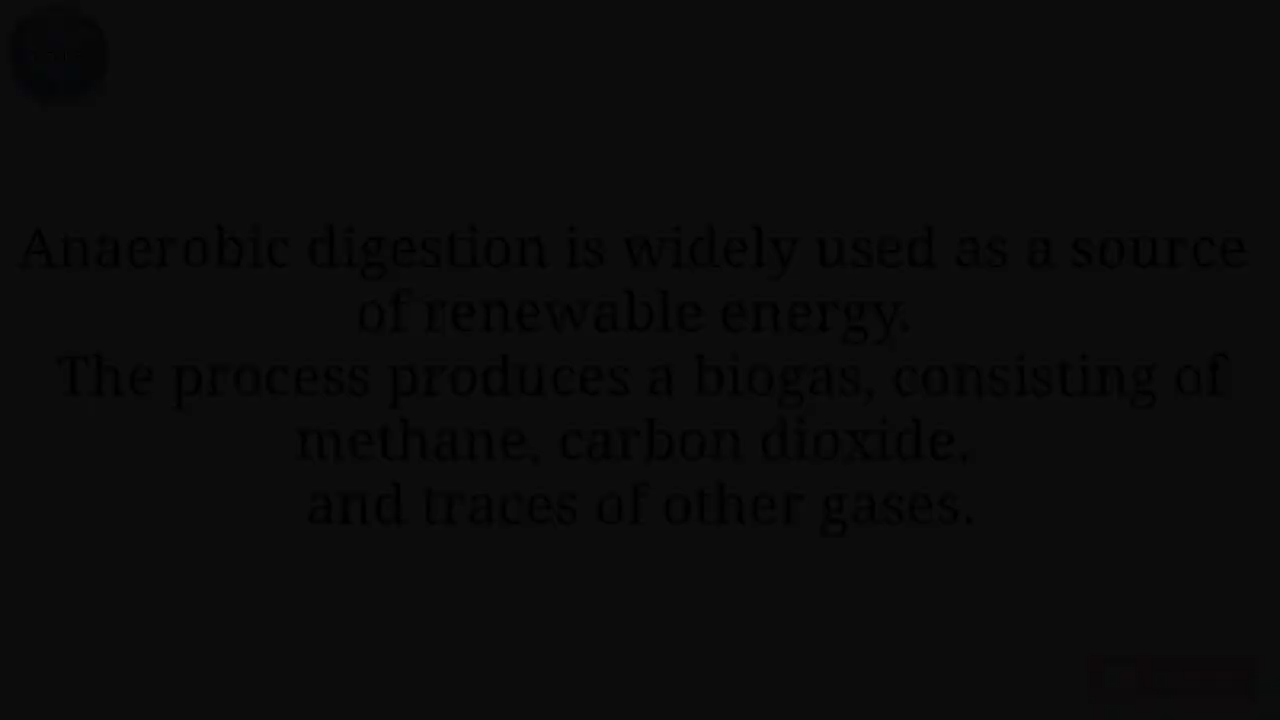 Anaerobic digestion is widely used as a source
of renewable energy.
The process produces a biogas, consisting of
methane, carbon dioxide,
and traces of other gases.